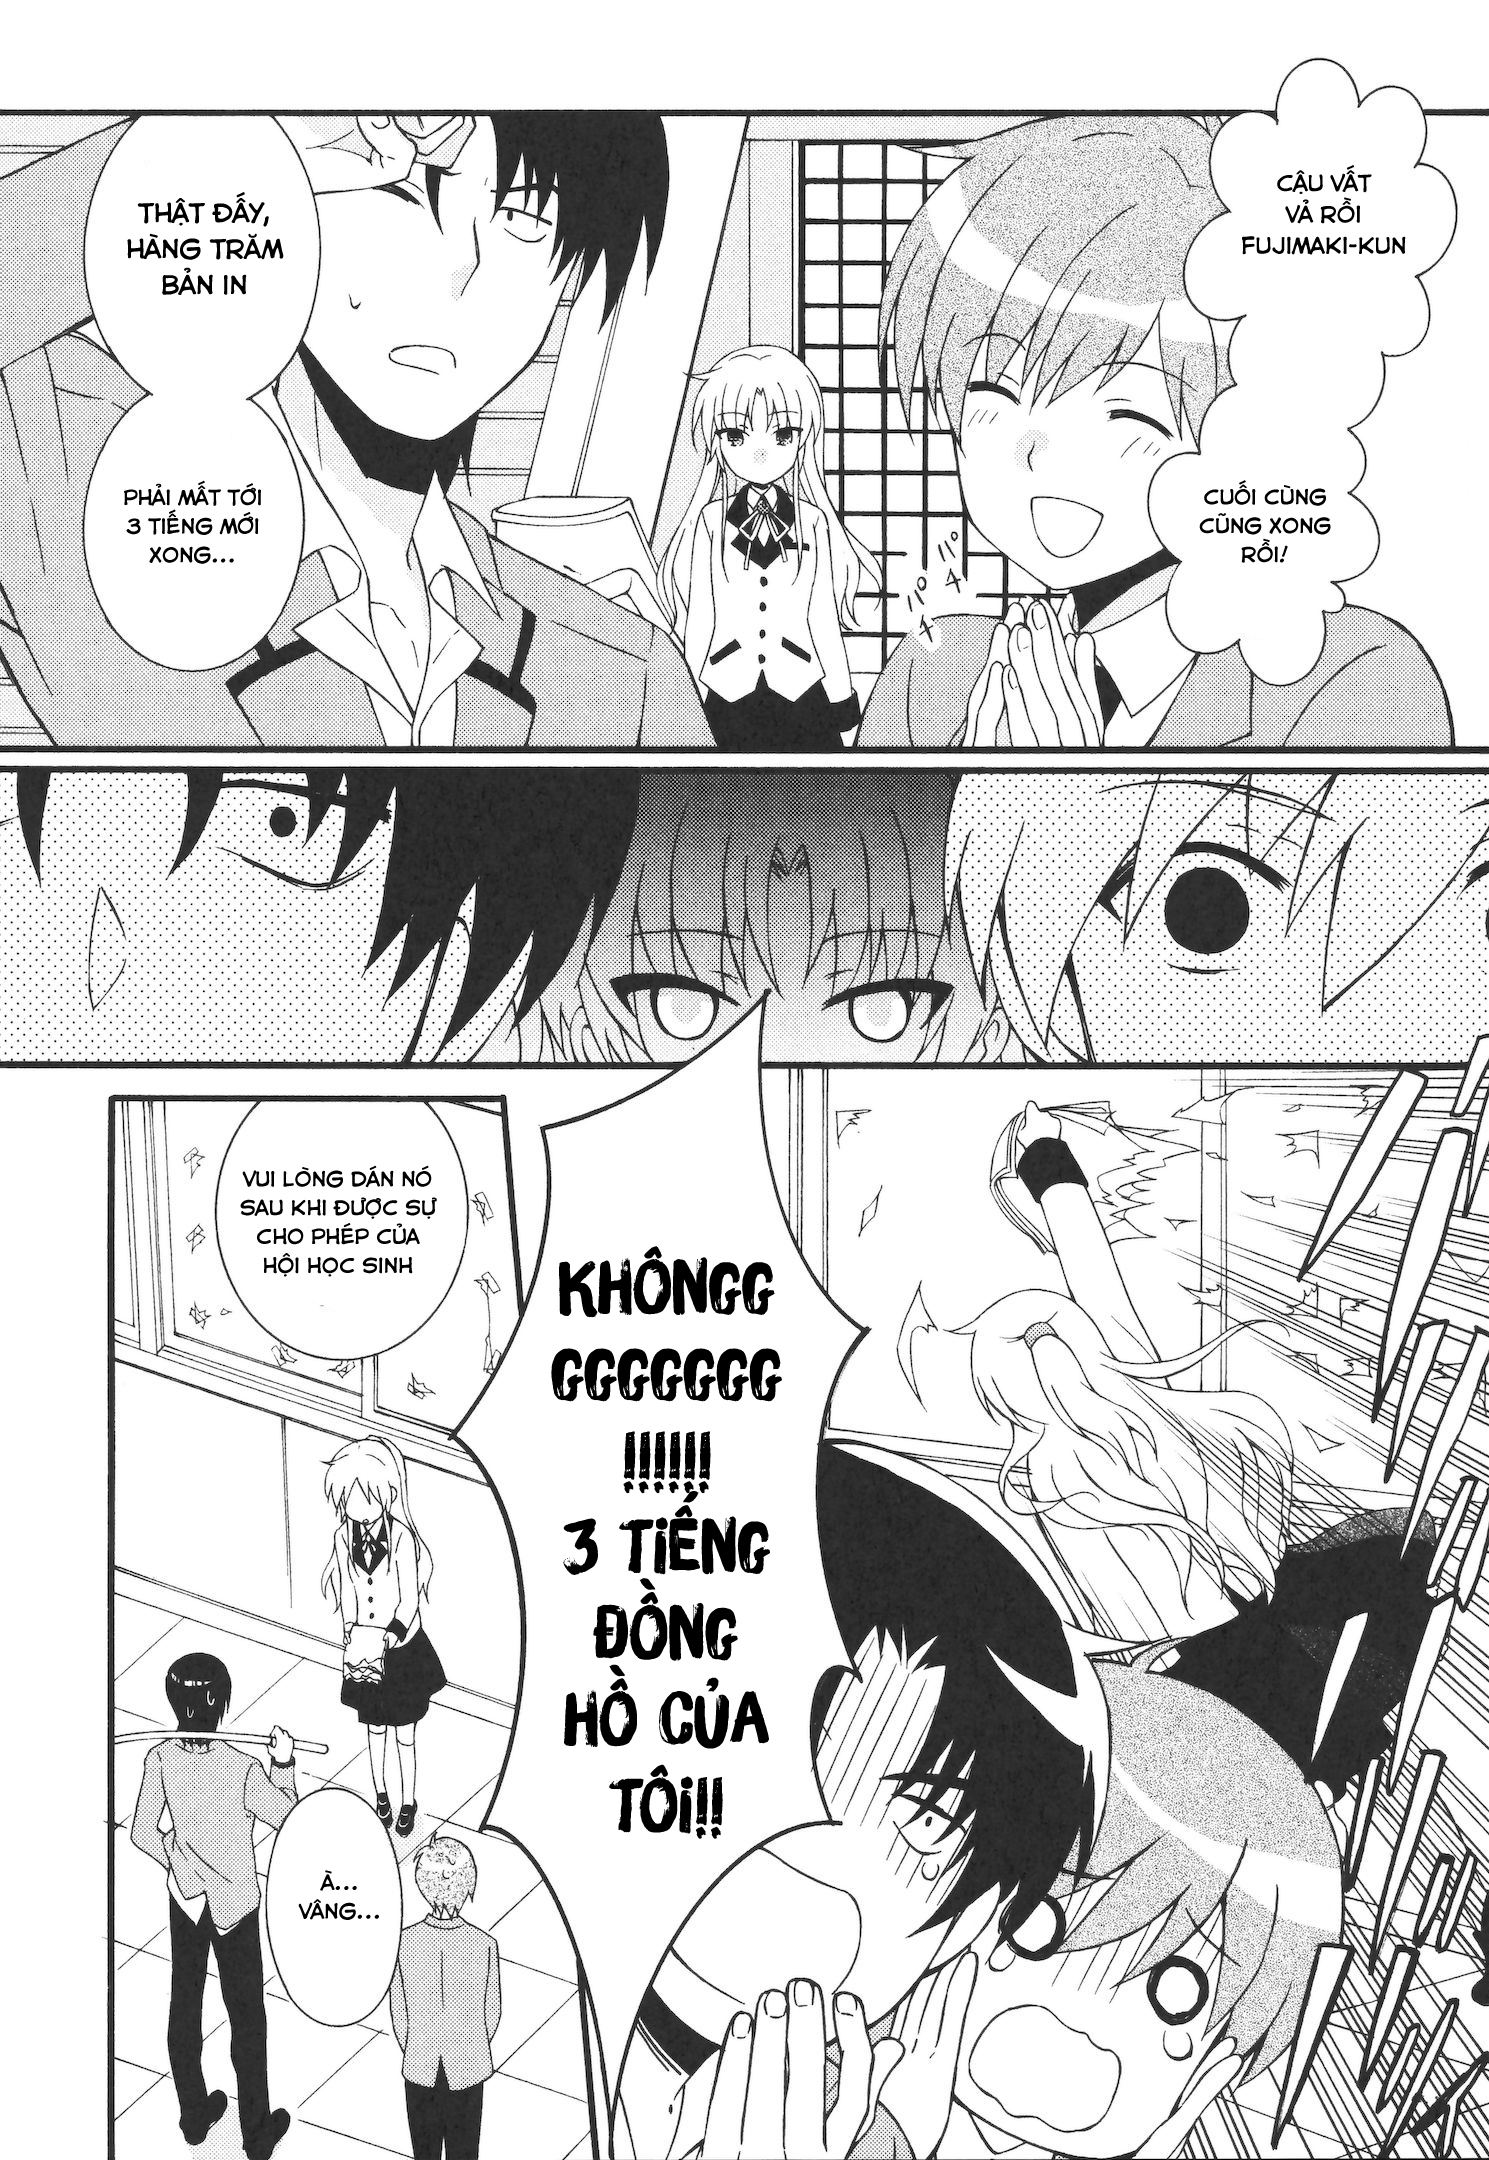 CẬU VẤT
VẢ RỒI
FUJIMAKI-KUN
CUỐI CÙNG
CŨNG XONG
RỒI!
THẬT ĐẤY,
HÀNG TRĂM
BẢN IN
PHẢI MẤT TỚI
3 TIẾNG MỚI
XONG...
KHÔNGG
GGGGGGG
!!!!!!!
3 TIẾNG
ĐỒNG
HỒ CỦA
TÔI!!
VUI LÒNG DÁN NÓ
SAU KHI ĐƯỢC SỰ
CHO PHÉP CỦA
HỘI HỌC SINH
À...
VÂNG...